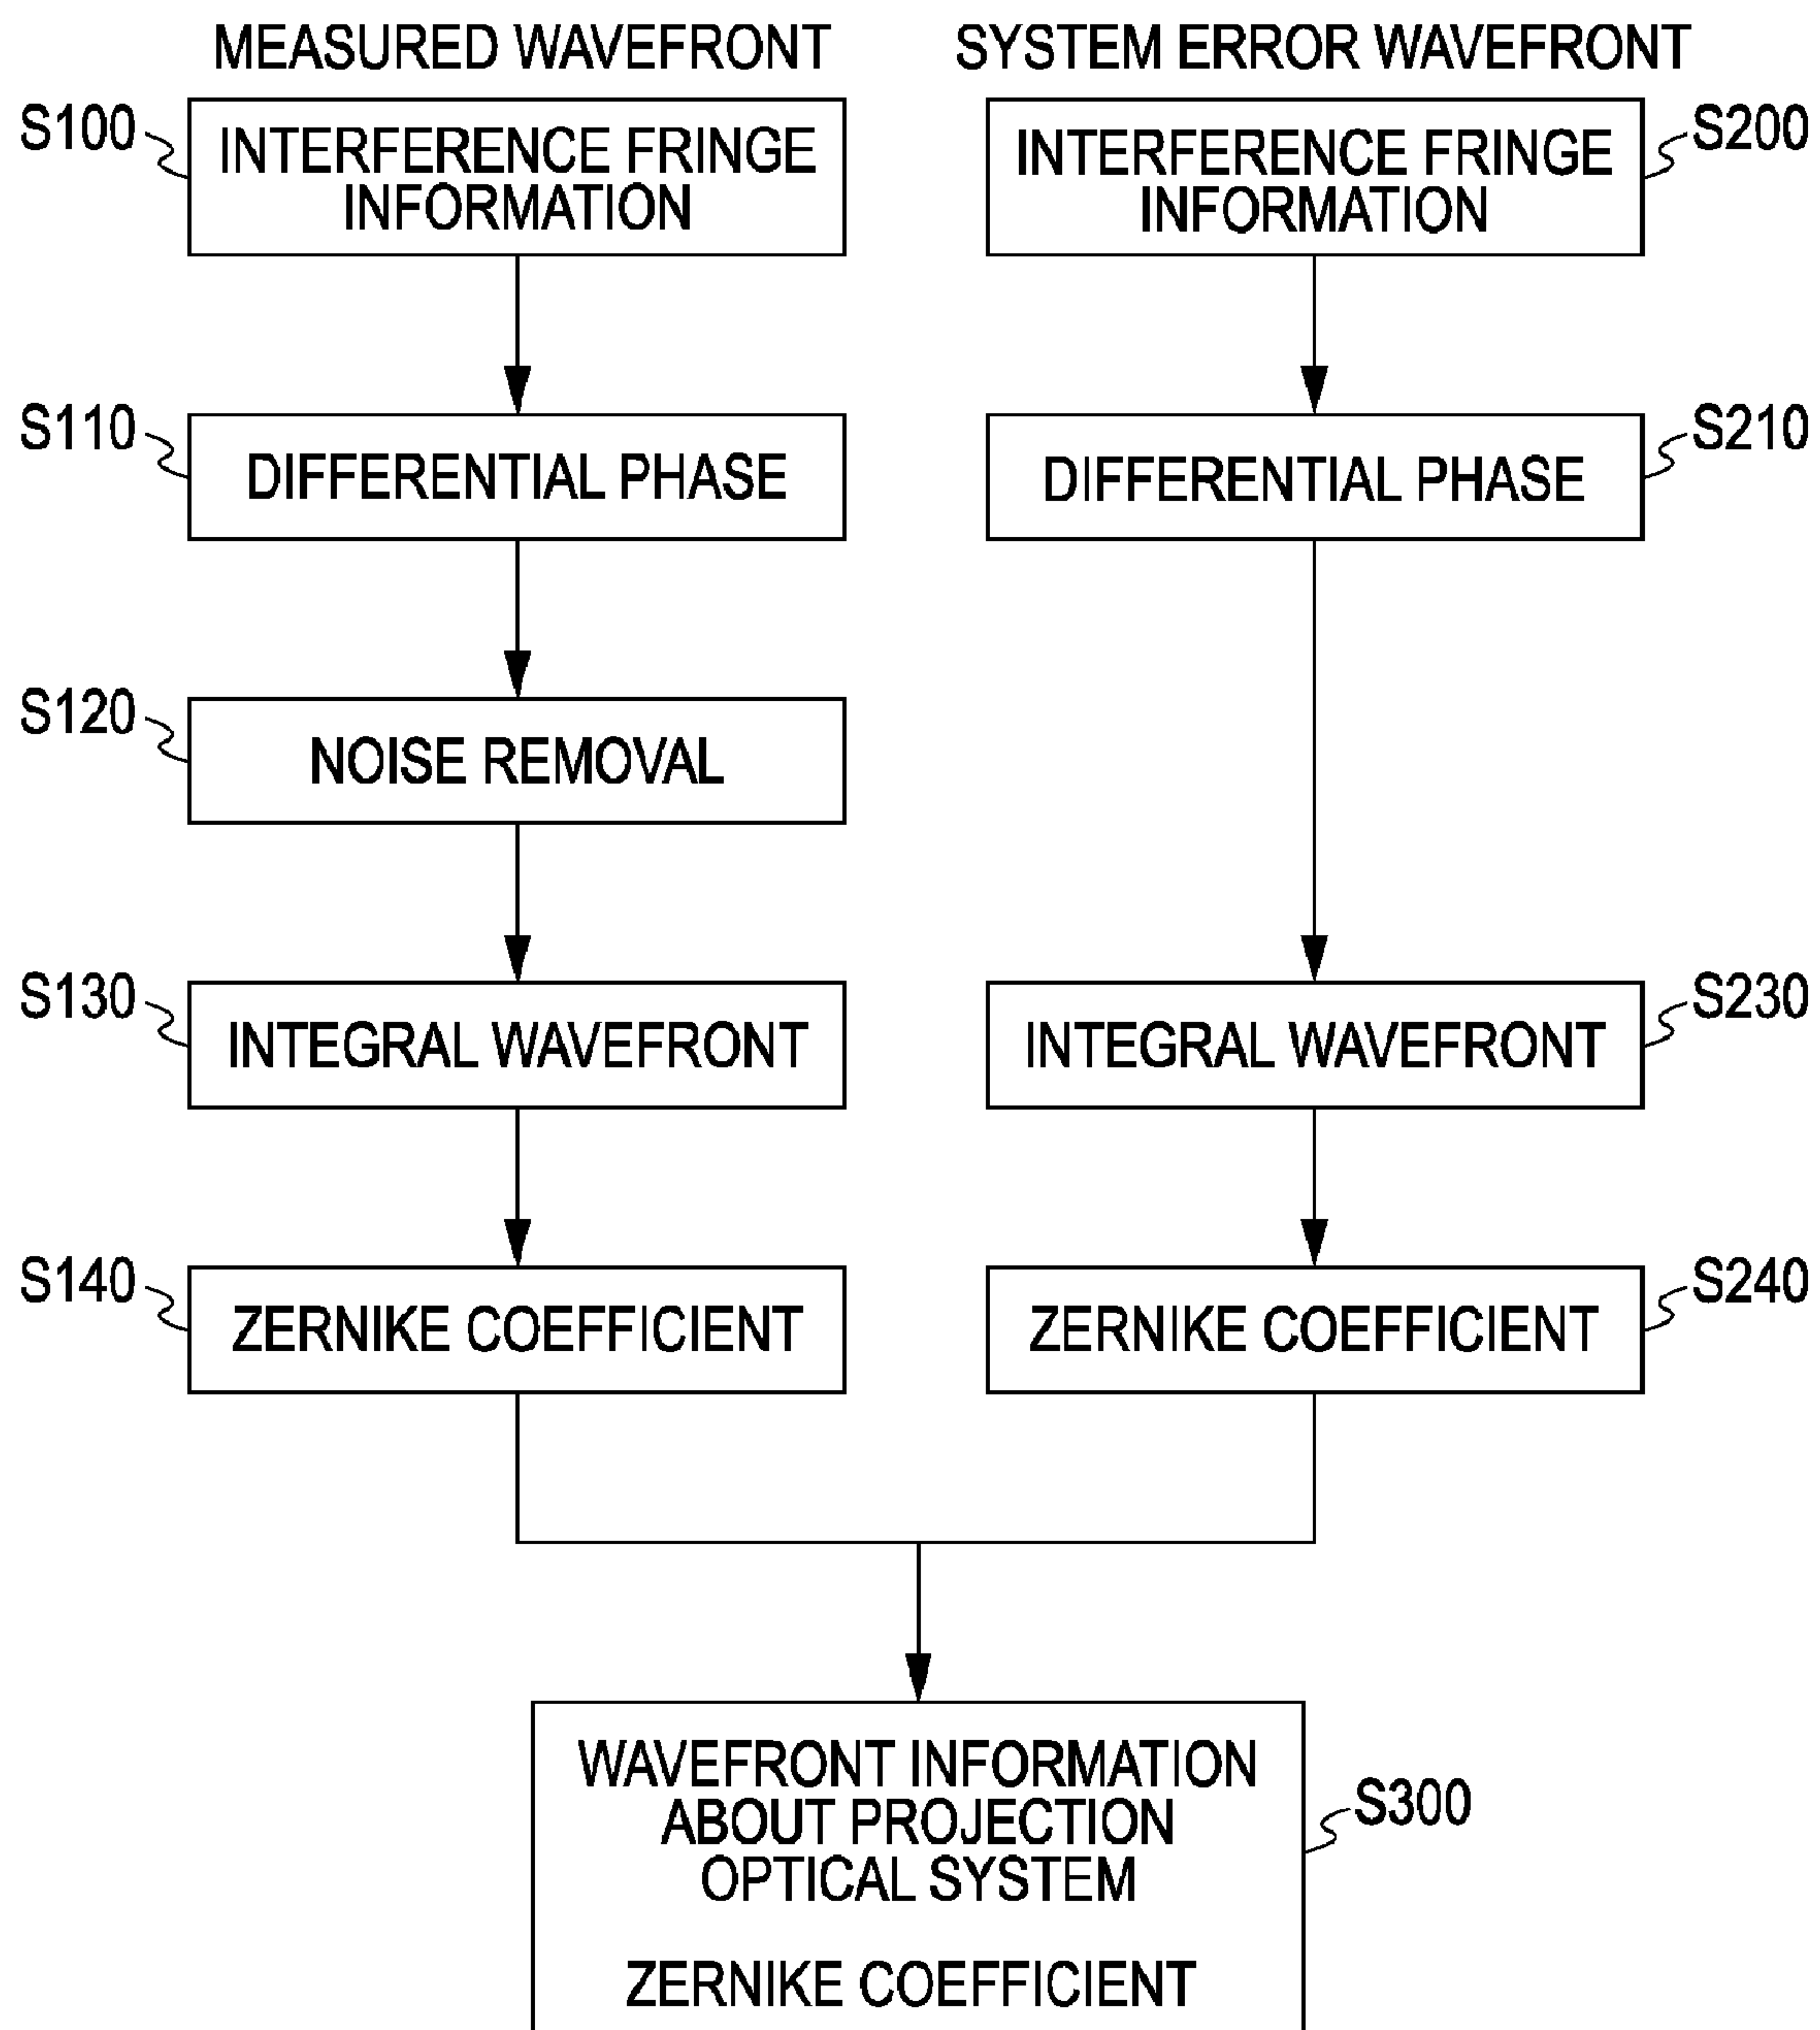 MEASURED WAVEFRONT
S100
INTERFERENCE FRINGE
INFORMATION
S110
DIFFERENTIAL PHASE
S120
NOISE REMOVAL
S130
INTEGRAL WAVEFRONT
S140
ZERNIKE COEFFICIENT
SYSTEM ERROR WAVEFRONT
INTERFERENCE FRINGE
INFORMATION
S200
DIFFERENTIAL PHASE
S210
INTEGRAL WAVEFRONT
S230
ZERNIKE COEFFICIENT
S240
WAVEFRONT INFORMATION
ABOUT PROJECTION
OPTICAL SYSTEM
ZERNIKE COEFFICIENT
S300